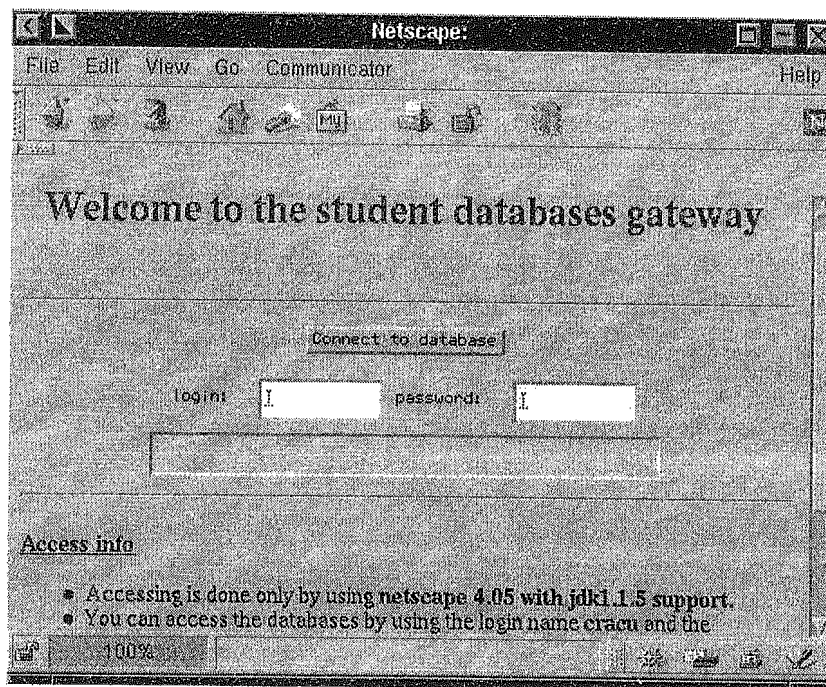 Netscape:
File Edit View Go Communicator Help
My
Welcome to the student databases gateway
Connect to database
login: password:
Access info
Accessing is done only by using netscape 4.05 with jdk1.1.5 support.
You can access the databases by using the login name cracu and the
100%